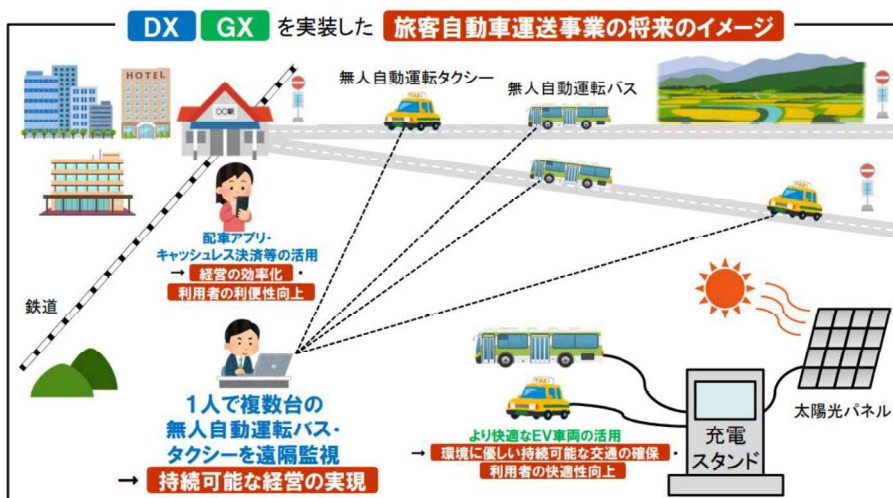 DX GX を実装した 旅客自動車運送事業の将来のイメージ
HOTEL
〇〇駅
無人自動運転タクシー
無人自動運転バス
TAXI
TAXI
配車アプリ・
キャッシュレス決済等の活用
→ 経営の効率化・
利用者の利便性向上
鉄道
1人で複数台の
無人自動運転バス・
タクシーを遠隔監視
→ 持続可能な経営の実現
TAXI
より快適なEV車両の活用
→ 環境に優しい持続可能な交通の確保・
利用者の快適性向上
充電
スタンド
太陽光パネル